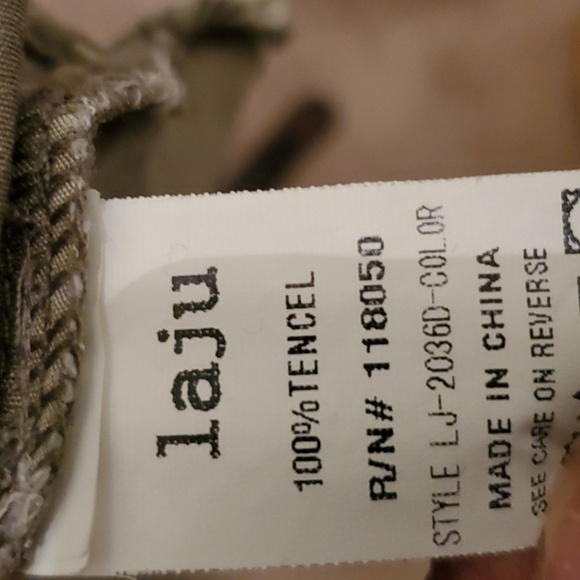 laju
100%TENCEL
R/N# 118050
STYLE LJ-2036D-COLOR
MADE IN CHINA
SEE CARE ON REVERSE